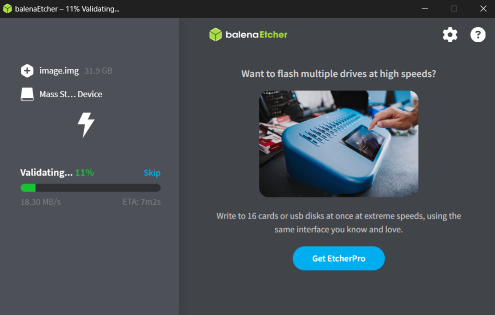 balenaEtcher – 11% Validating...
balenaEtcher
image.img 31.9 GB
Mass St... Device
Validating... 11% Skip
18.30 MB/s ETA: 7m2s
Want to flash multiple drives at high speeds?
Write to 16 cards or usb disks at once at extreme speeds, using the
same interface you know and love.
Get EtcherPro